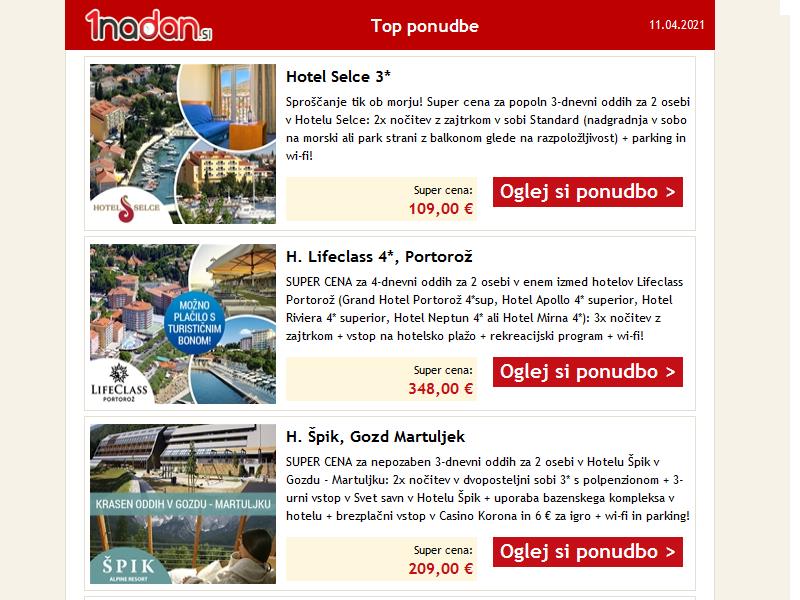 1nadan.si
Top ponudbe
11.04.2021
Hotel Selce 3*
Sproščanje tik ob morju! Super cena za popoln 3-dnevni oddih za 2 osebi
v Hotelu Selce: 2x nočitev z zajtrkom v sobi Standard (nadgradnja v sobo
na morski ali park strani z balkonom glede na razpoložljivost) + parking in
wi-fi!
HOTEL SELCE
Super cena:
109,00 €
Oglej si ponudbo >
H. Lifeclass 4*, Portorož
SUPER CENA za 4-dnevni oddih za 2 osebi v enem izmed hotelov Lifeclass
Portorož (Grand Hotel Portorož 4*sup, Hotel Apollo 4* superior, Hotel
Riviera 4* superior, Hotel Neptun 4* ali Hotel Mirna 4*): 3x nočitev z
zajtrkom + vstop na hotelsko plažo + rekreacijski program + wi-fi!
MOŽNO
PLAČILO S
TURISTIČNIM
BONOM!
LIFECLASS
PORTOROŽ
Super cena:
348,00 €
Oglej si ponudbo >
H. Špik, Gozd Martuljek
SUPER CENA za nepozaben 3-dnevni oddih za 2 osebi v Hotelu Špik v
Gozdu - Martuljku: 2x nočitev v dvoposteljni sobi 3* s polpenzionom + 3-
urni vstop v Svet savn v Hotelu Špik + uporaba bazenskega kompleksa v
hotelu + brezplačni vstop v Casino Korona in 6 € za igro + wi-fi in parking!
KRASEN ODDIH V GOZDU - MARTULJKU
ŠPIK
ALPINE RESORT
Super cena:
209,00 €
Oglej si ponudbo >